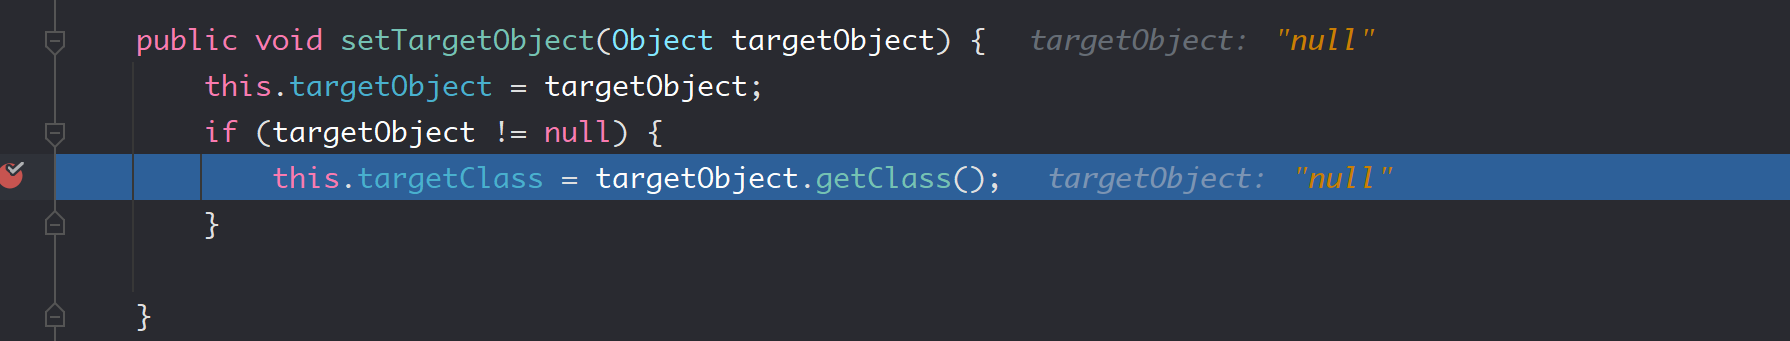 public void setTargetObject(Object targetObject) {  targetObject: "null"
this.targetObject = targetObject;
if (targetObject != null) {
this.targetClass = targetObject.getClass();  targetObject: "null"
}
}